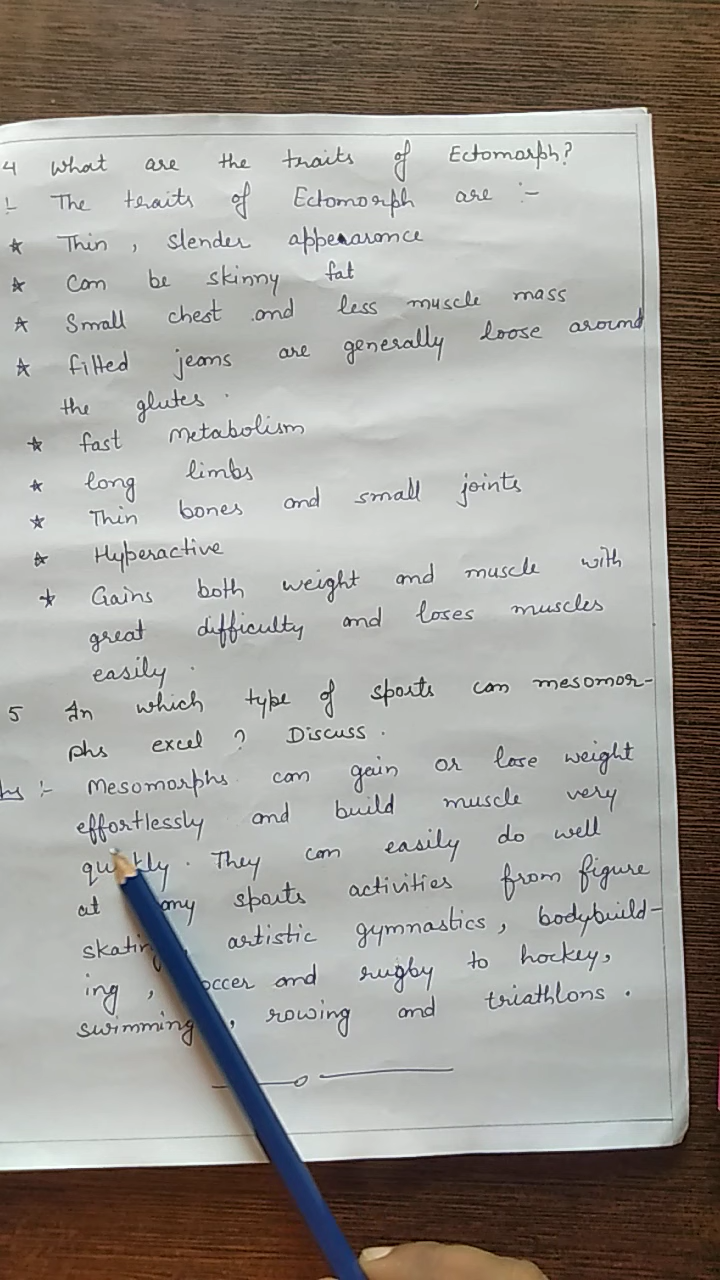 4 What are the traits of Ectomorph?
:- The traits of Ectomorph are :-
* Thin, slender appearance
* Can be skinny fat
* Small chest and less muscle mass
* fitted jeans are generally loose around
the glutes.
* fast metabolism
* long limbs
* Thin bones and small joints
* Hyperactive
* Gains both weight and muscle with
great difficulty and loses muscles
easily.
5 In which type of sports can mesomor-
phs excel? Discuss.
Ans :- Mesomorphs can gain or lose weight
effortlessly and build muscle very
quickly. They can easily do well
at many sports activities from figure
skating, artistic gymnastics, bodybuild-
ing, soccer and rugby to hockey,
swimming, rowing and triathlons.